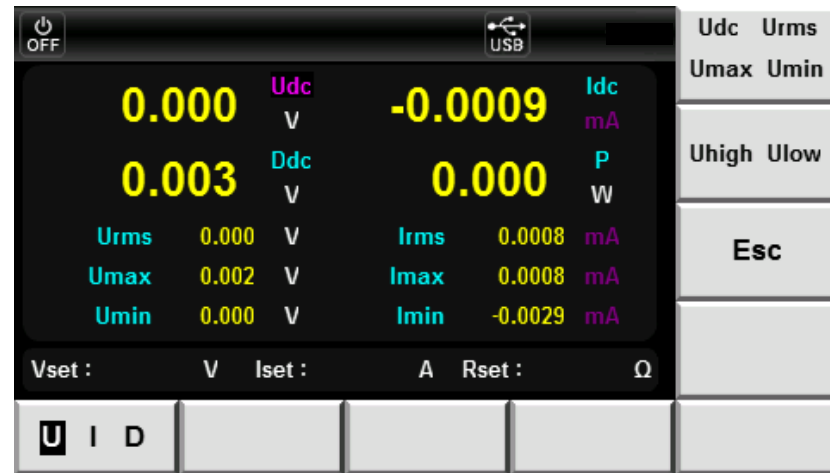 OFF USB
Udc Urms
Umax Umin
Uhigh Ulow
Esc
0.000 Udc V -0.0009 Idc mA
0.003 Ddc V 0.000 P W
Urms 0.000 V Irms 0.0008 mA
Umax 0.002 V Imax 0.0008 mA
Umin 0.000 V Imin -0.0029 mA
Vset : V Iset : A Rset : Ω
U I D